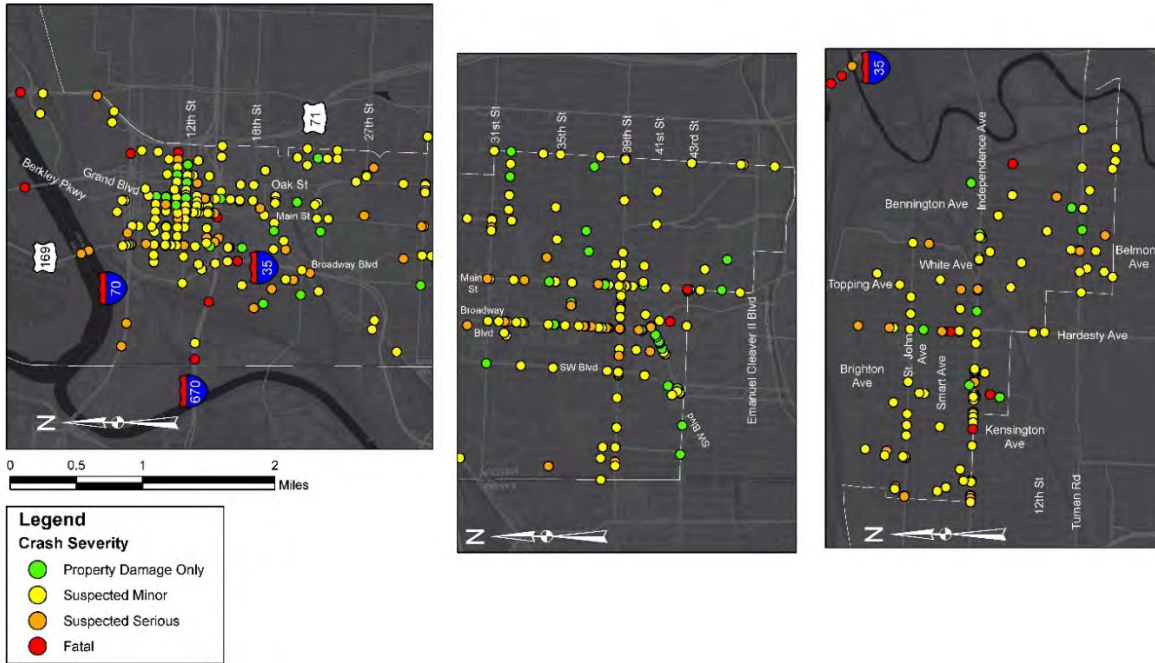 12th St
18th St
71
27th St
Berkley Pkwy
Grand Blvd
Oak St
Main St
169
35
Broadway Blvd
70
670
N
0 0.5 1 2
Miles
Legend
Crash Severity
Property Damage Only
Suspected Minor
Suspected Serious
Fatal
31st St
35th St
39th St
41st St
43rd St
Main
St
Broadway
Blvd
SW Blvd
Emanuel Cleaver II Blvd
SW Blvd
N
35
Independence Ave
Bennington Ave
White Ave
Belmont
Ave
Topping Ave
Hardesty Ave
St. John
Ave
Brighton
Ave
Smart Ave
Kensington
Ave
12th St
Truman Rd
N